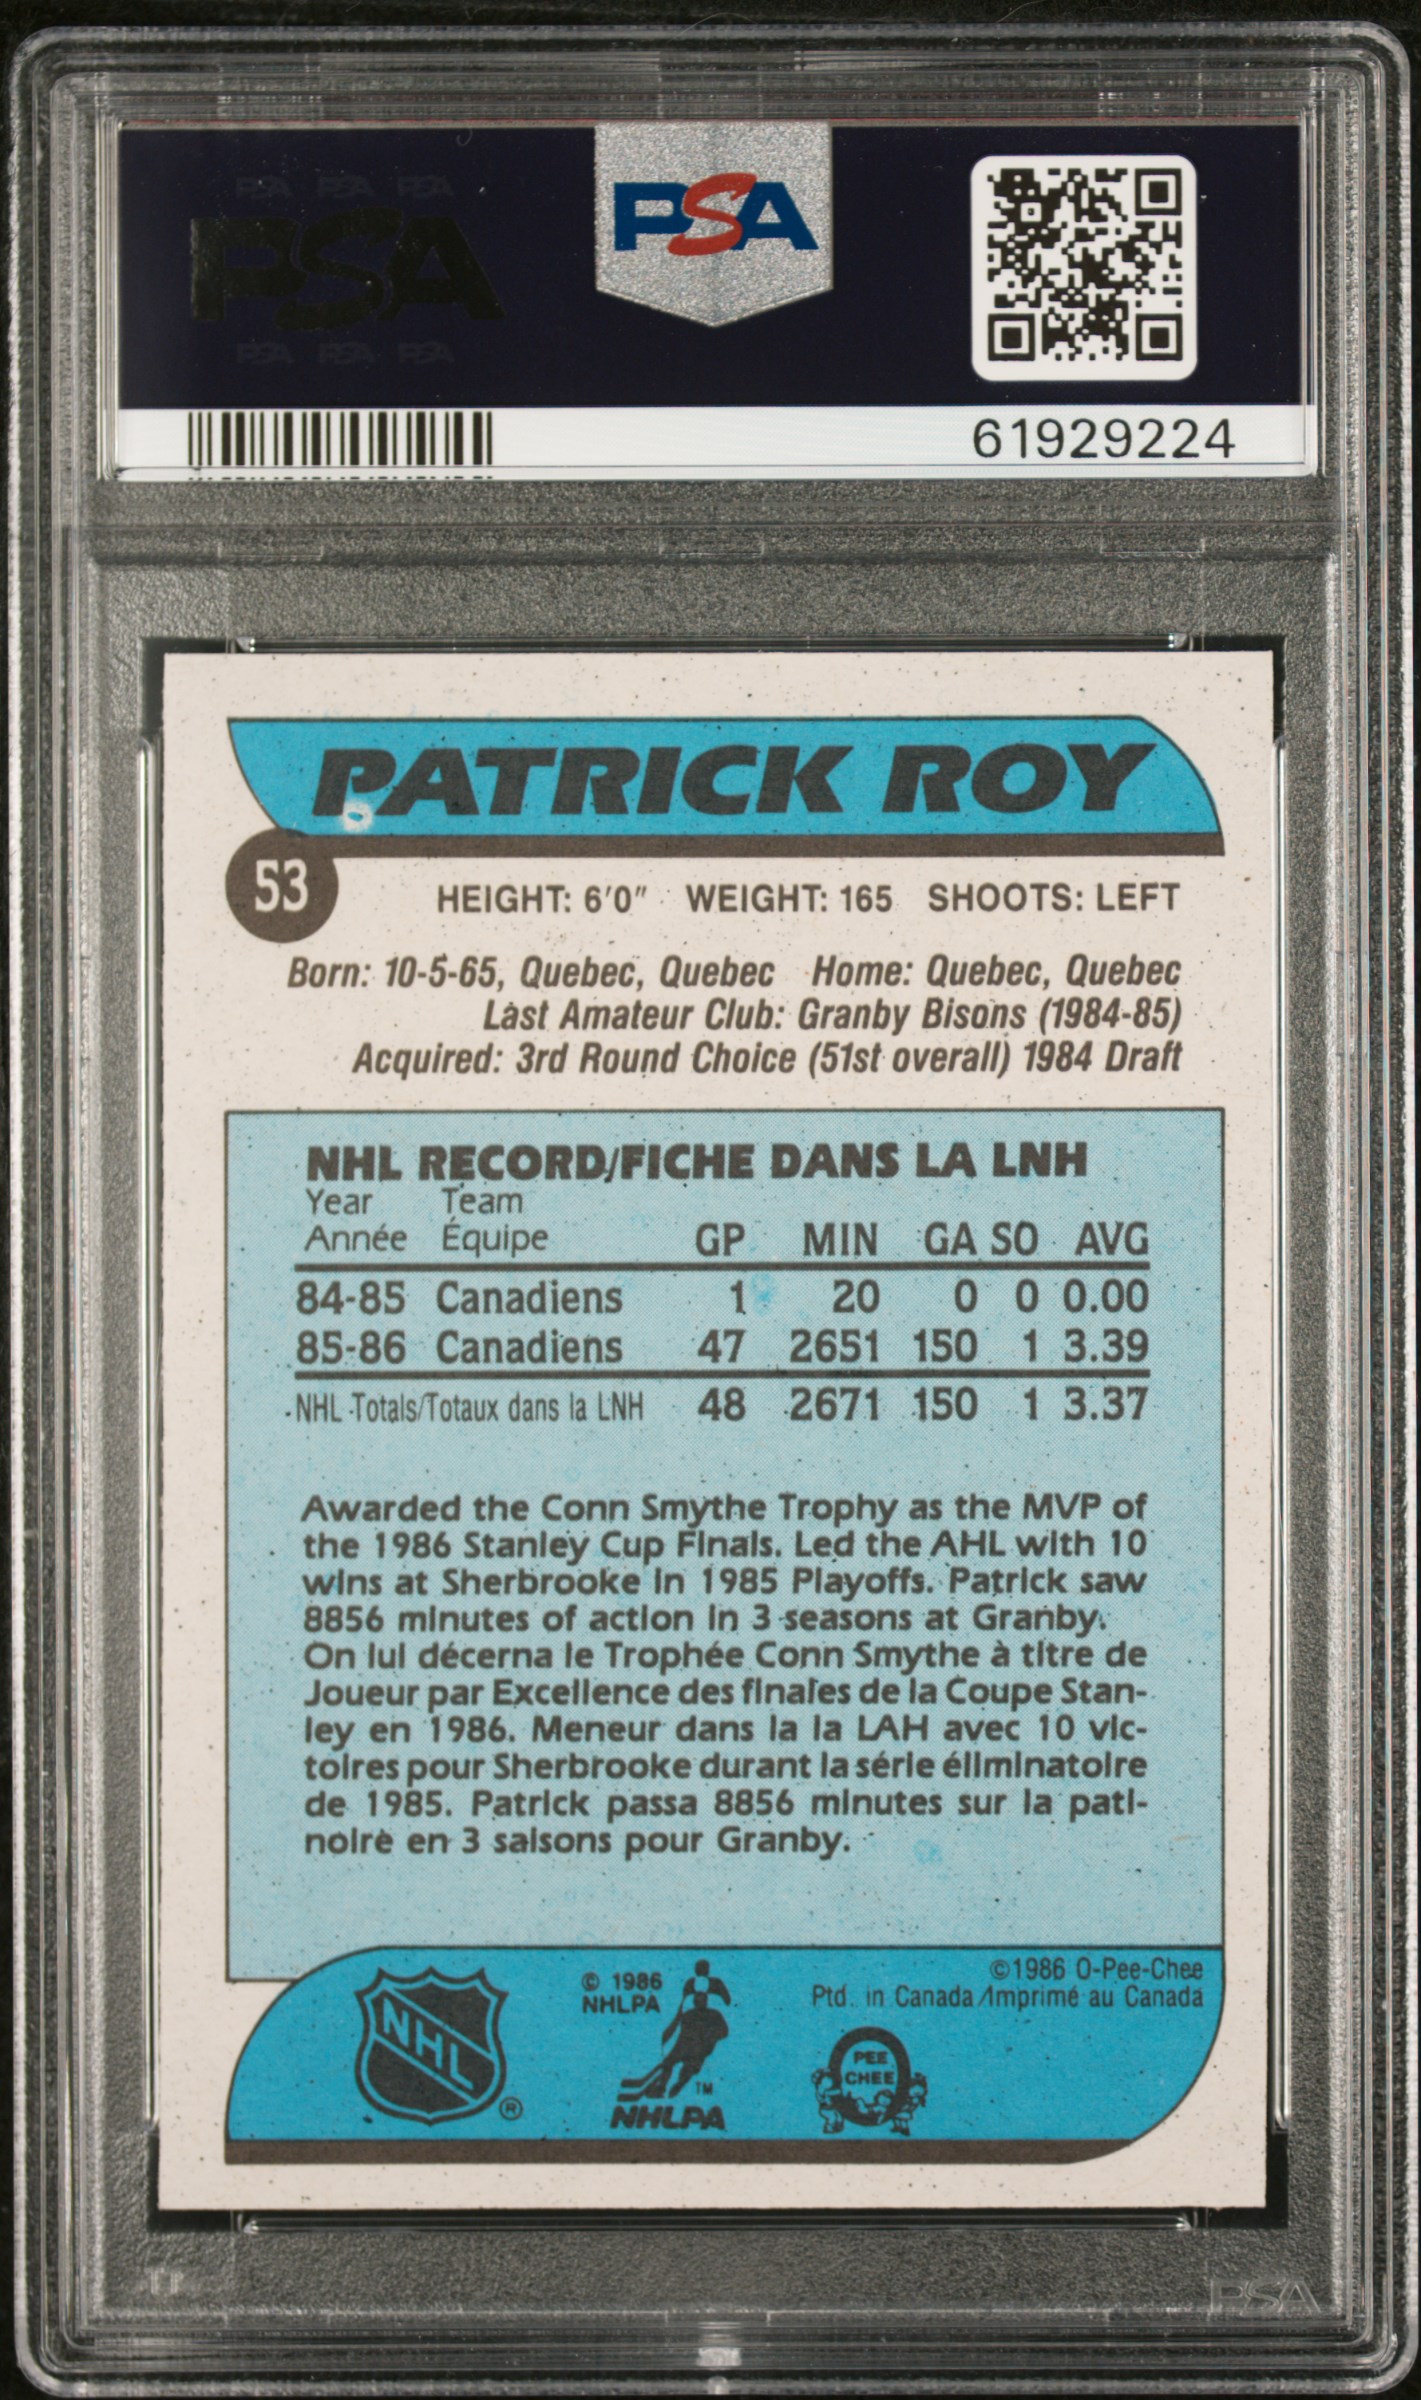 PSA PSA PSA
PSA
PSA PSA PSA
PSA
61929224
PATRICK ROY
53
HEIGHT: 6'0" WEIGHT: 165 SHOOTS: LEFT
Born: 10-5-65, Quebec, Quebec Home: Quebec, Quebec
Last Amateur Club: Granby Bisons (1984-85)
Acquired: 3rd Round Choice (51st overall) 1984 Draft
NHL RECORD/FICHE DANS LA LNH
Year Team
Année Équipe GP MIN GA SO AVG
84-85 Canadiens 1 20 0 0 0.00
85-86 Canadiens 47 2651 150 1 3.39
NHL Totals/Totaux dans la LNH 48 2671 150 1 3.37
Awarded the Conn Smythe Trophy as the MVP of
the 1986 Stanley Cup Finals. Led the AHL with 10
wins at Sherbrooke in 1985 Playoffs. Patrick saw
8856 minutes of action in 3 seasons at Granby.
On lui décerna le Trophée Conn Smythe à titre de
Joueur par Excellence des finales de la Coupe Stan-
ley en 1986. Meneur dans la la LAH avec 10 vic-
toires pour Sherbrooke durant la série éliminatoire
de 1985. Patrick passa 8856 minutes sur la pati-
noire en 3 saisons pour Granby.
NHL
®
© 1986
NHLPA
TM
NHLPA
©1986 O-Pee-Chee
Ptd. in Canada/Imprimé au Canada
PEE
CHEE
PSA